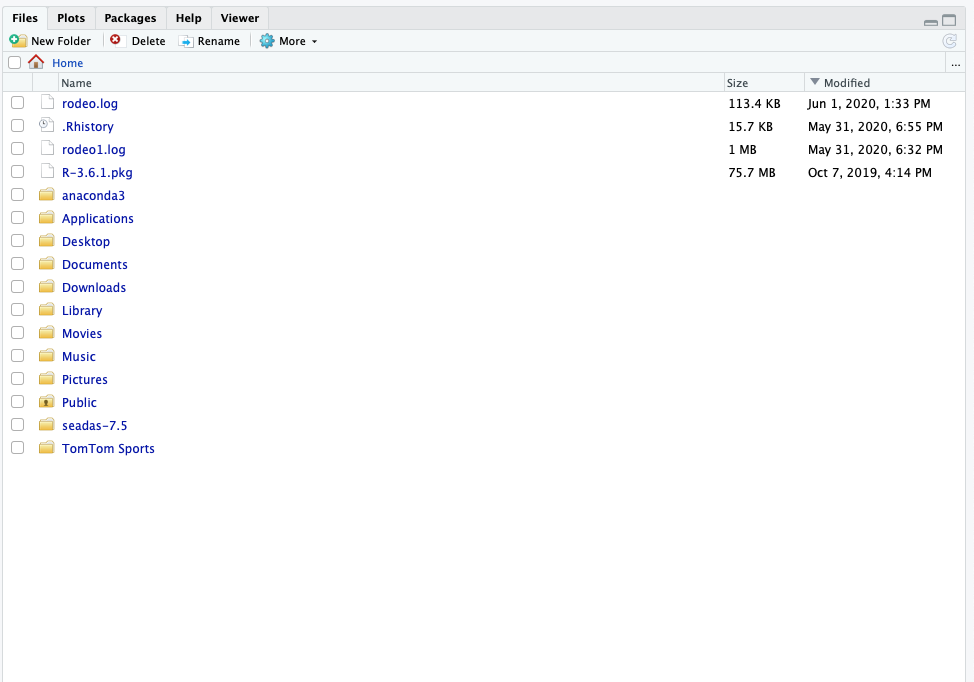 Files Plots Packages Help Viewer
New Folder Delete Rename More
Home ...
Name Size Modified
rodeo.log 113.4 KB Jun 1, 2020, 1:33 PM
.Rhistory 15.7 KB May 31, 2020, 6:55 PM
rodeo1.log 1 MB May 31, 2020, 6:32 PM
R-3.6.1.pkg 75.7 MB Oct 7, 2019, 4:14 PM
anaconda3
Applications
Desktop
Documents
Downloads
Library
Movies
Music
Pictures
Public
seadas-7.5
TomTom Sports